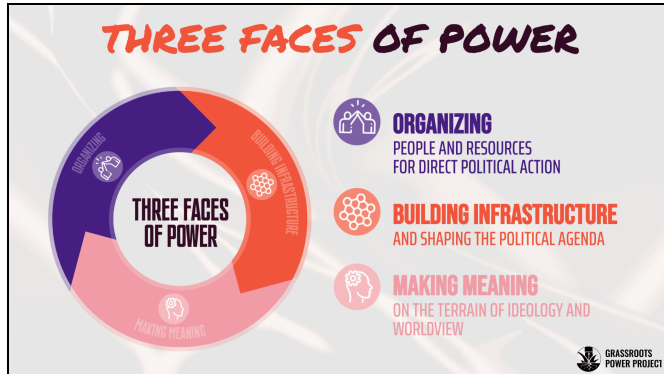 THREE FACES OF POWER
ORGANIZING
BUILDING INFRASTRUCTURE
THREE FACES
OF POWER
MAKING MEANING
ORGANIZING
PEOPLE AND RESOURCES
FOR DIRECT POLITICAL ACTION
BUILDING INFRASTRUCTURE
AND SHAPING THE POLITICAL AGENDA
MAKING MEANING
ON THE TERRAIN OF IDEOLOGY AND
WORLDVIEW
GRASSROOTS
POWER PROJECT